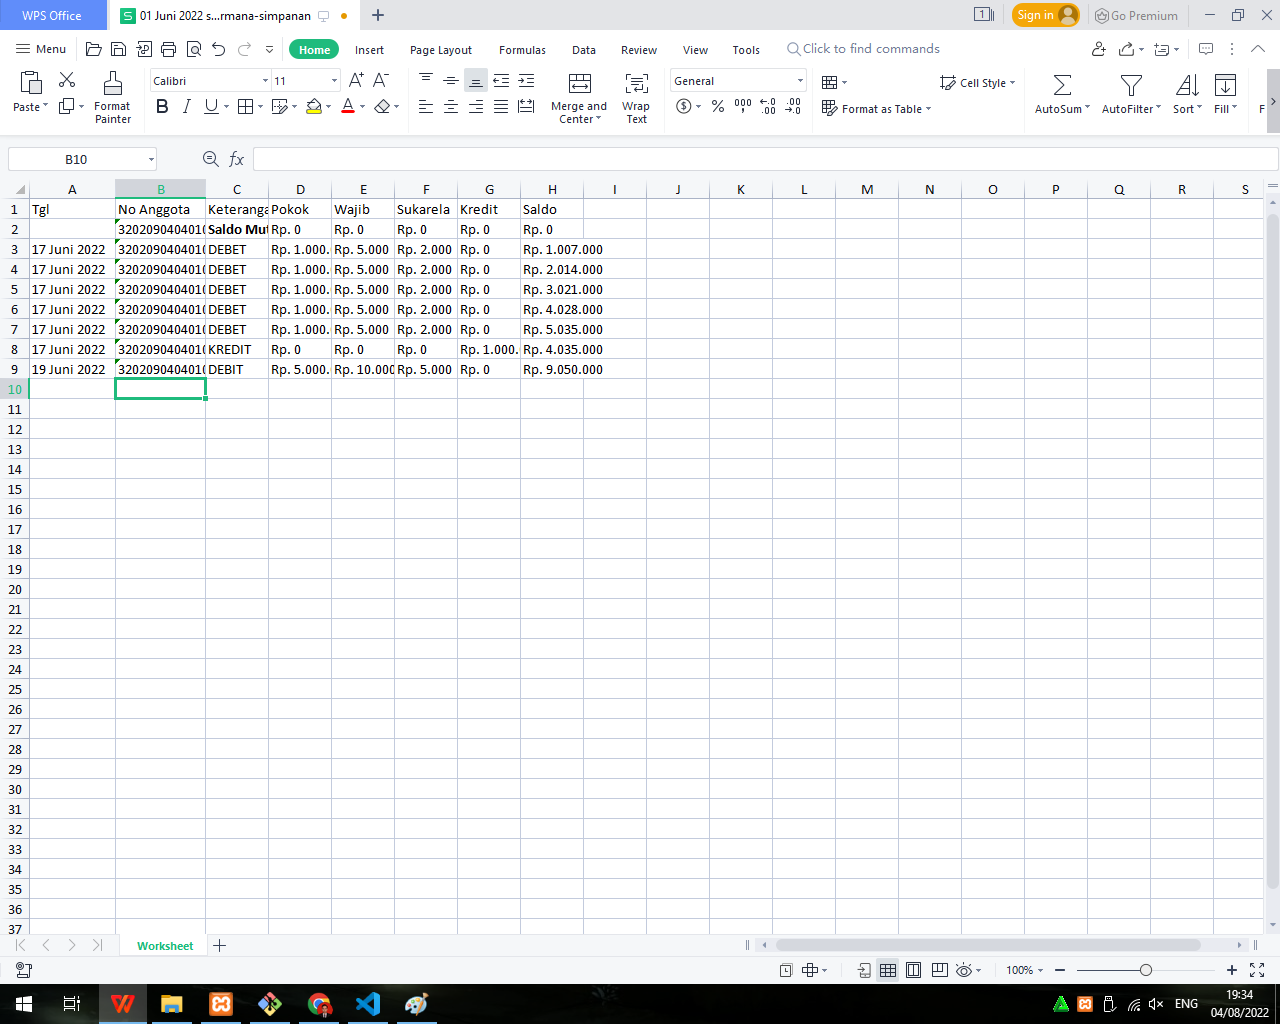 WPS Office 01 Juni 2022 s...rmana-simpanan 1 Sign in Go Premium
Menu Home Insert Page Layout Formulas Data Review View Tools Click to find commands
Paste Format Painter Calibri 11 A+ A- B I U A Merge and Center Wrap Text General % 000 Cell Style Format as Table AutoSum AutoFilter Sort Fill F
B10 fx
A B C D E F G H I J K L M N O P Q R S
1 Tgl No Anggota Keteranga Pokok Wajib Sukarela Kredit Saldo
2 3202090404010 Saldo Mut Rp. 0 Rp. 0 Rp. 0 Rp. 0 Rp. 0
3 17 Juni 2022 3202090404010 DEBET Rp. 1.000. Rp. 5.000 Rp. 2.000 Rp. 0 Rp. 1.007.000
4 17 Juni 2022 3202090404010 DEBET Rp. 1.000. Rp. 5.000 Rp. 2.000 Rp. 0 Rp. 2.014.000
5 17 Juni 2022 3202090404010 DEBET Rp. 1.000. Rp. 5.000 Rp. 2.000 Rp. 0 Rp. 3.021.000
6 17 Juni 2022 3202090404010 DEBET Rp. 1.000. Rp. 5.000 Rp. 2.000 Rp. 0 Rp. 4.028.000
7 17 Juni 2022 3202090404010 DEBET Rp. 1.000. Rp. 5.000 Rp. 2.000 Rp. 0 Rp. 5.035.000
8 17 Juni 2022 3202090404010 KREDIT Rp. 0 Rp. 0 Rp. 0 Rp. 1.000. Rp. 4.035.000
9 19 Juni 2022 3202090404010 DEBIT Rp. 5.000. Rp. 10.000 Rp. 5.000 Rp. 0 Rp. 9.050.000
10
11
12
13
14
15
16
17
18
19
20
21
22
23
24
25
26
27
28
29
30
31
32
33
34
35
36
37
Worksheet
100%
ENG 19:34
04/08/2022